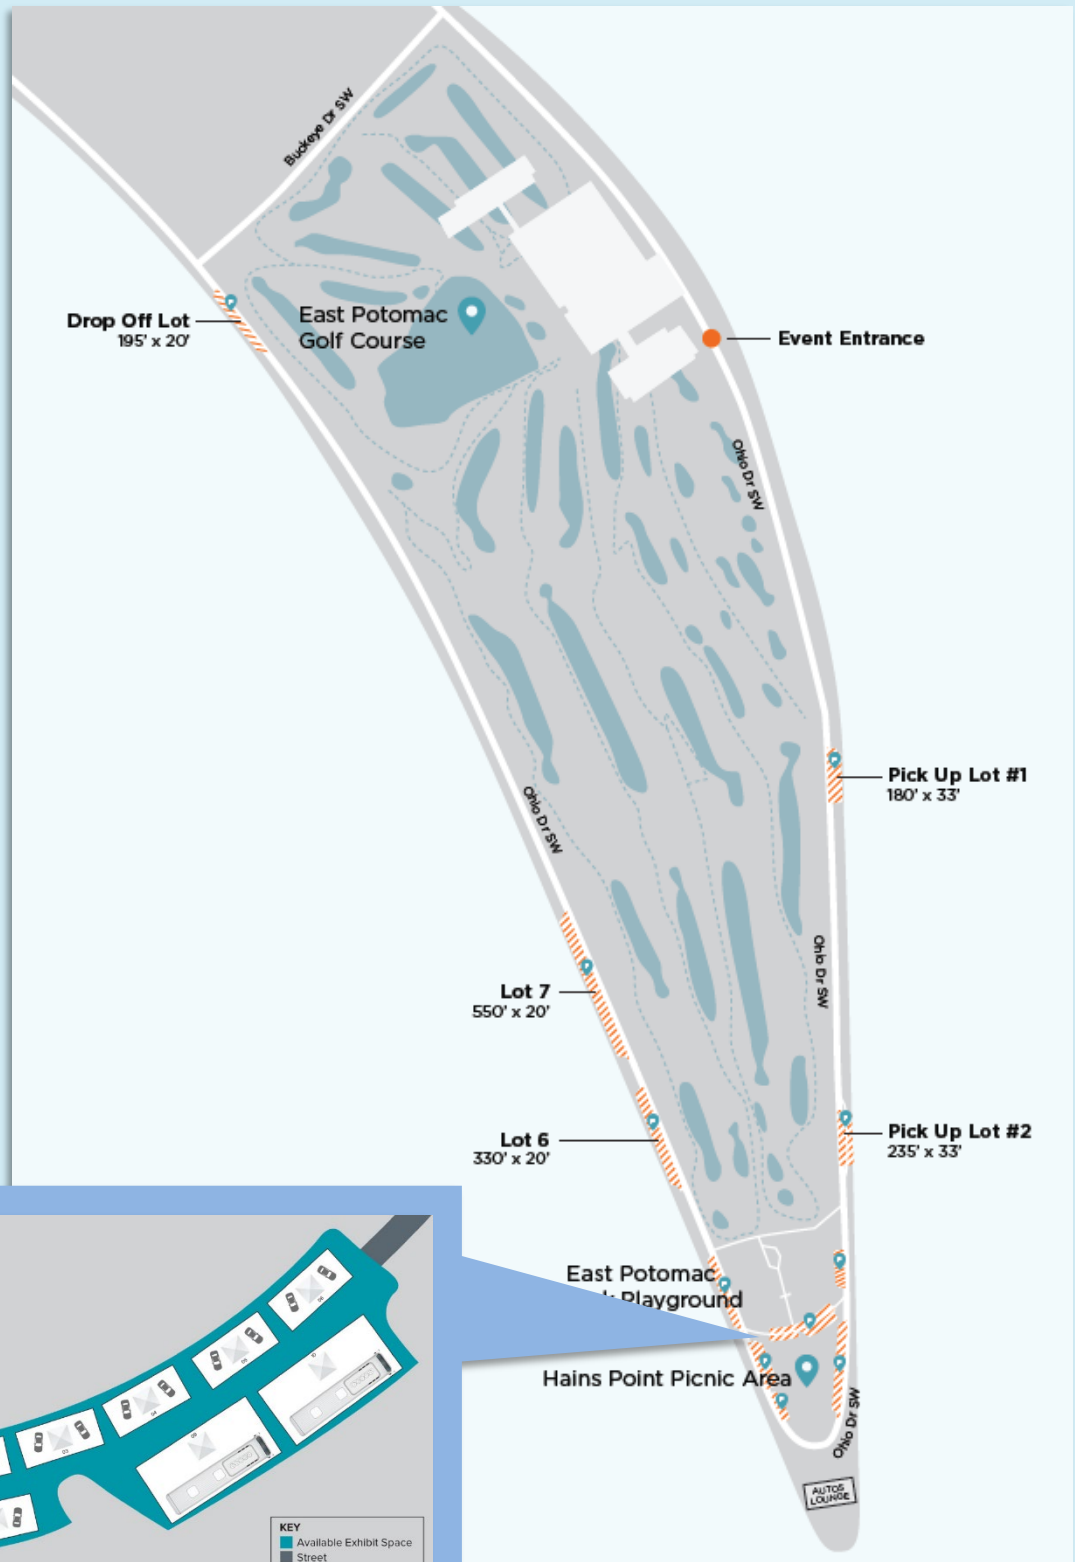 Buckeye Dr SW
Drop Off Lot
195' x 20'
East Potomac
Golf Course
Event Entrance
Ohio Dr SW
Pick Up Lot #1
180' x 33'
Ohio Dr SW
Ohio Dr SW
Lot 7
550' x 20'
Lot 6
330' x 20'
Pick Up Lot #2
235' x 33'
East Potomac
Playground
Hains Point Picnic Area
Ohio Dr SW
AUTOS
LOUNGE
KEY
Available Exhibit Space
Street